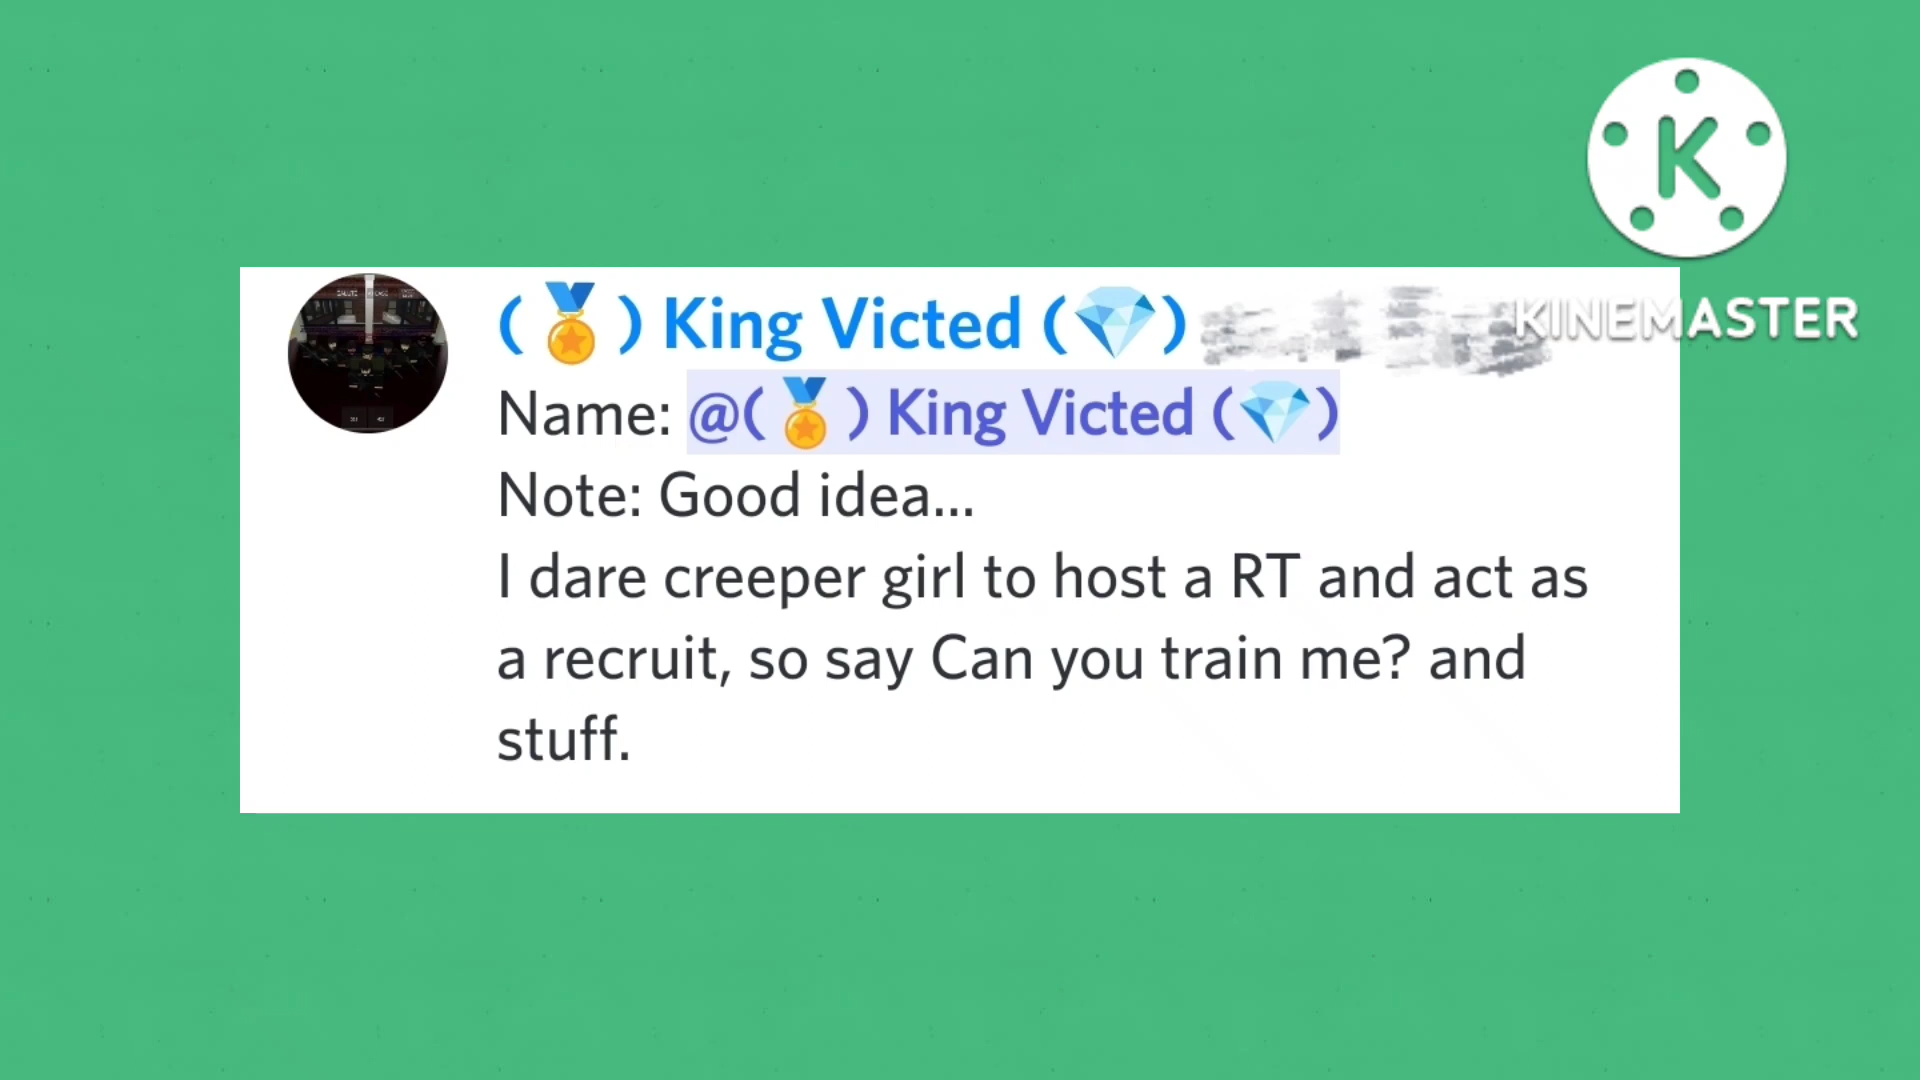 (🏅) King Victed (💎)
Name: @(🏅) King Victed (💎)
Note: Good idea...
I dare creeper girl to host a RT and act as
a recruit, so say Can you train me? and
stuff.
K
KINEMASTER